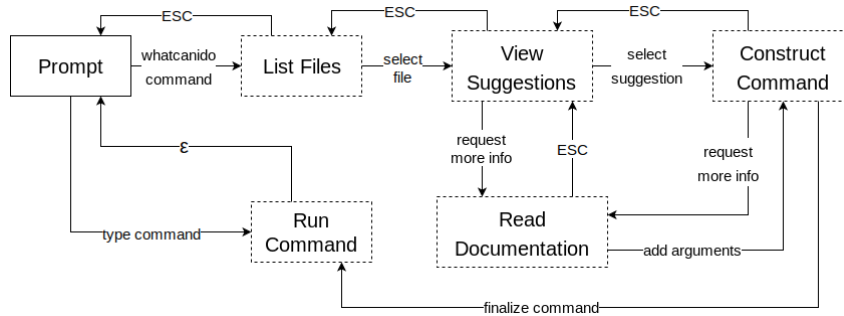 ESC
ESC
ESC
Prompt
whatcanido
command
List Files
select
file
View
Suggestions
select
suggestion
Construct
Command
request
more info
ESC
request
more info
ε
type command
Run
Command
Read
Documentation
add arguments
finalize command